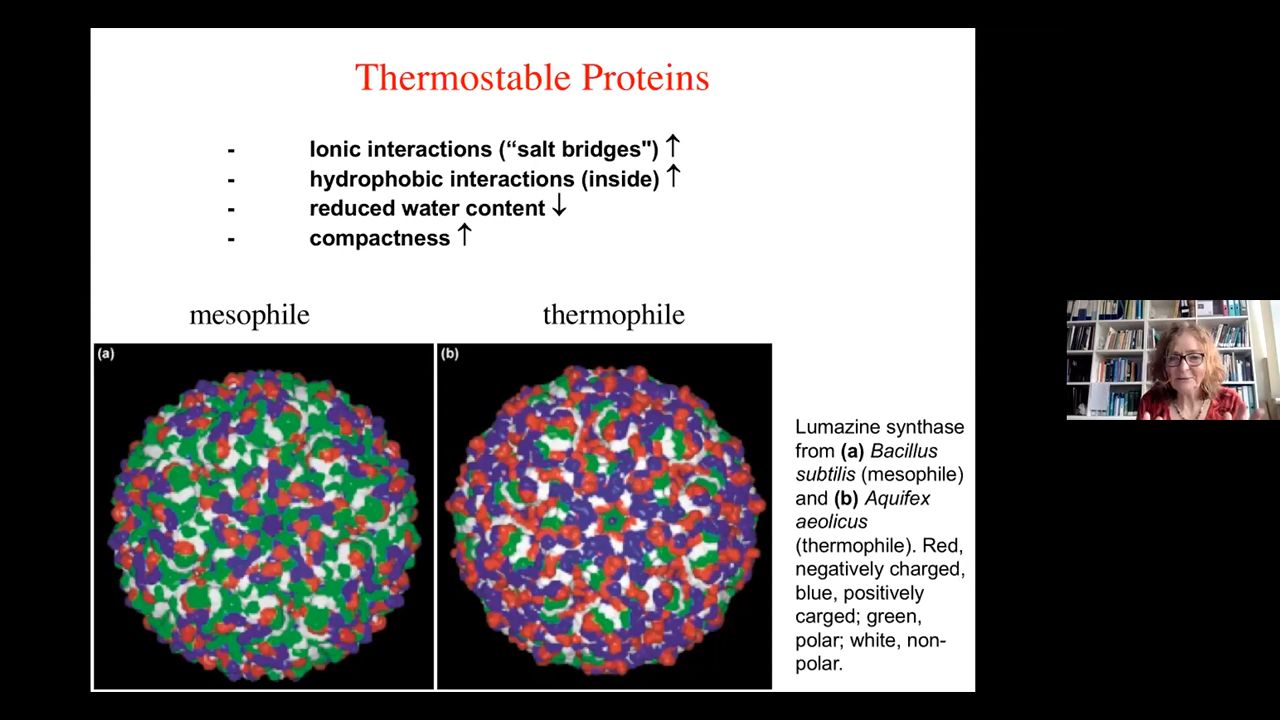 Thermostable Proteins
- Ionic interactions (“salt bridges") ↑
- hydrophobic interactions (inside) ↑
- reduced water content ↓
- compactness ↑
mesophile
thermophile
(a)
(b)
Lumazine synthase
from (a) Bacillus
subtilis (mesophile)
and (b) Aquifex
aeolicus
(thermophile). Red,
negatively charged,
blue, positively
carged; green,
polar; white, non-
polar.